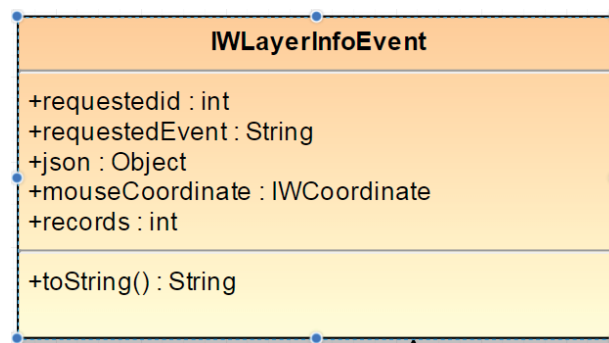 IWLayerInfoEvent
+requestedid : int
+requestedEvent : String
+json : Object
+mouseCoordinate : IWCoordinate
+records : int
+toString() : String